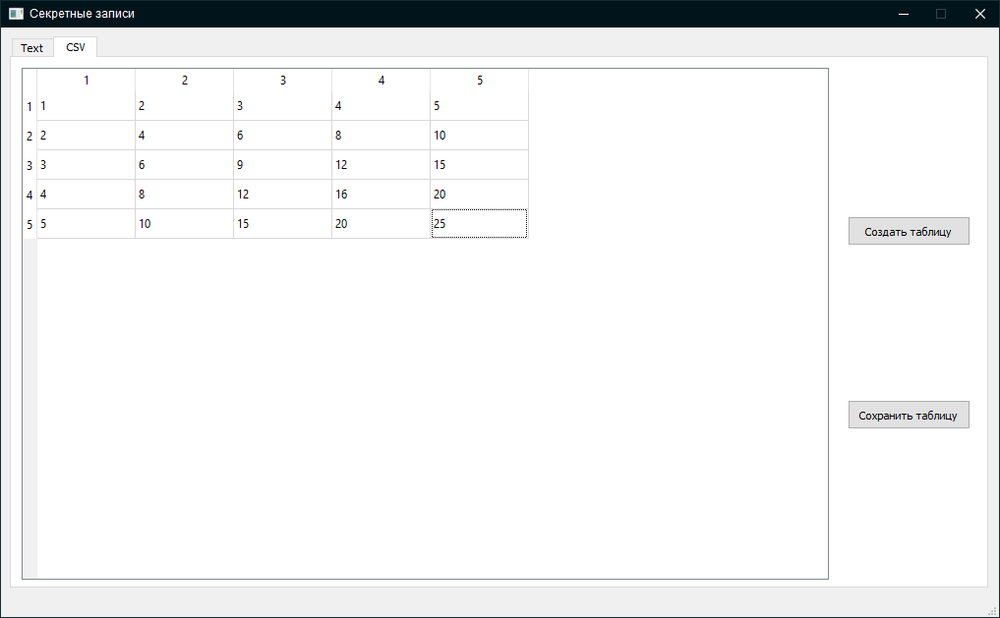 Секретные записи
Text CSV
1 2 3 4 5
1 1 2 3 4 5
2 2 4 6 8 10
3 3 6 9 12 15
4 4 8 12 16 20
5 5 10 15 20 25
Создать таблицу
Сохранить таблицу